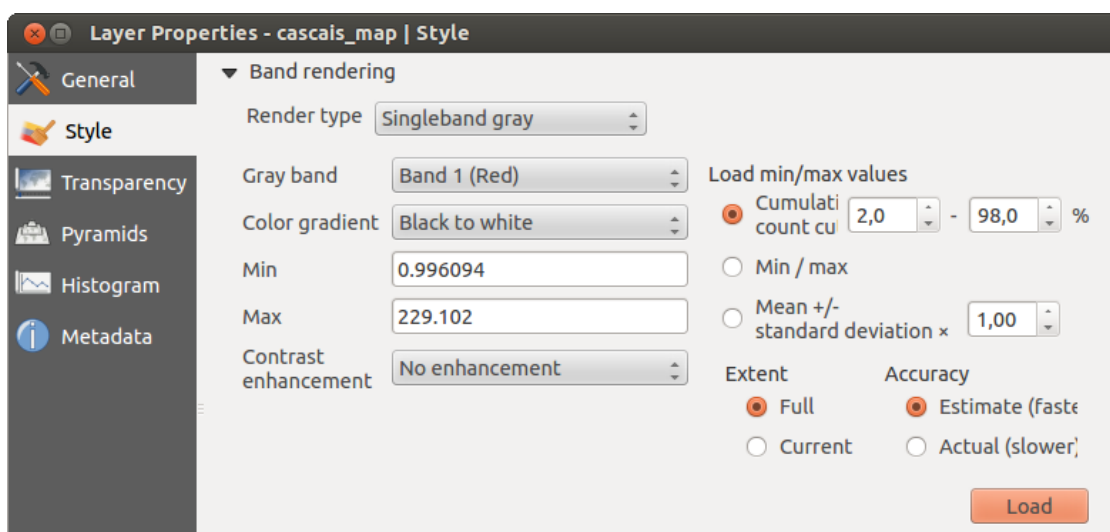 Layer Properties - cascais_map | Style
General
Style
Transparency
Pyramids
Histogram
Metadata
Band rendering
Render type Singleband gray
Gray band Band 1 (Red)
Color gradient Black to white
Min 0.996094
Max 229.102
Contrast
enhancement No enhancement
Load min/max values
Cumulati
count cu 2,0 - 98,0 %
Min / max
Mean +/-
standard deviation × 1,00
Extent Accuracy
Full Estimate (faste
Current Actual (slower)
Load